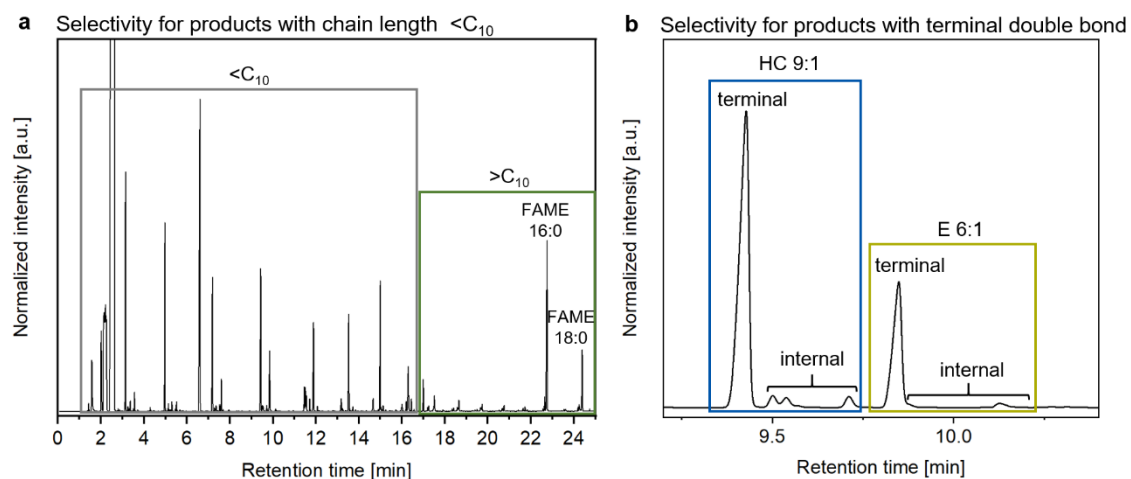 a Selectivity for products with chain length <C10
<C10
>C10
FAME
16:0
FAME
18:0
Normalized intensity [a.u.]
0 2 4 6 8 10 12 14 16 18 20 22 24
Retention time [min]
b Selectivity for products with terminal double bond
HC 9:1
terminal
E 6:1
terminal
internal
internal
Normalized intensity [a.u.]
9.5 10.0
Retention time [min]